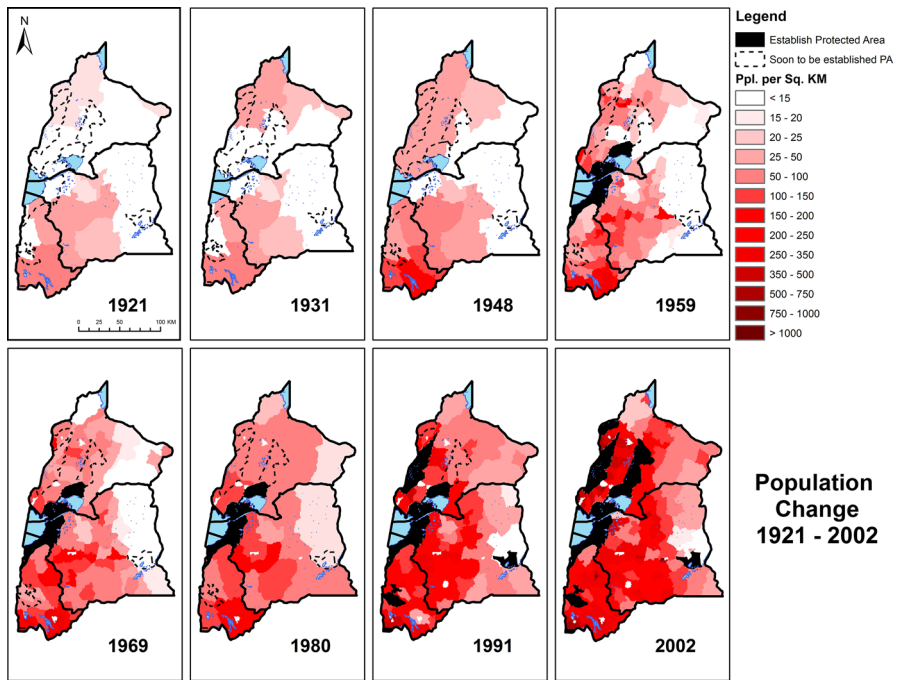 N
1921
0 25 50 100 KM
1931
1948
1959
Legend
Establish Protected Area
Soon to be established PA
Ppl. per Sq. KM
< 15
15 - 20
20 - 25
25 - 50
50 - 100
100 - 150
150 - 200
200 - 250
250 - 350
350 - 500
500 - 750
750 - 1000
> 1000
1969
1980
1991
2002
Population
Change
1921 - 2002